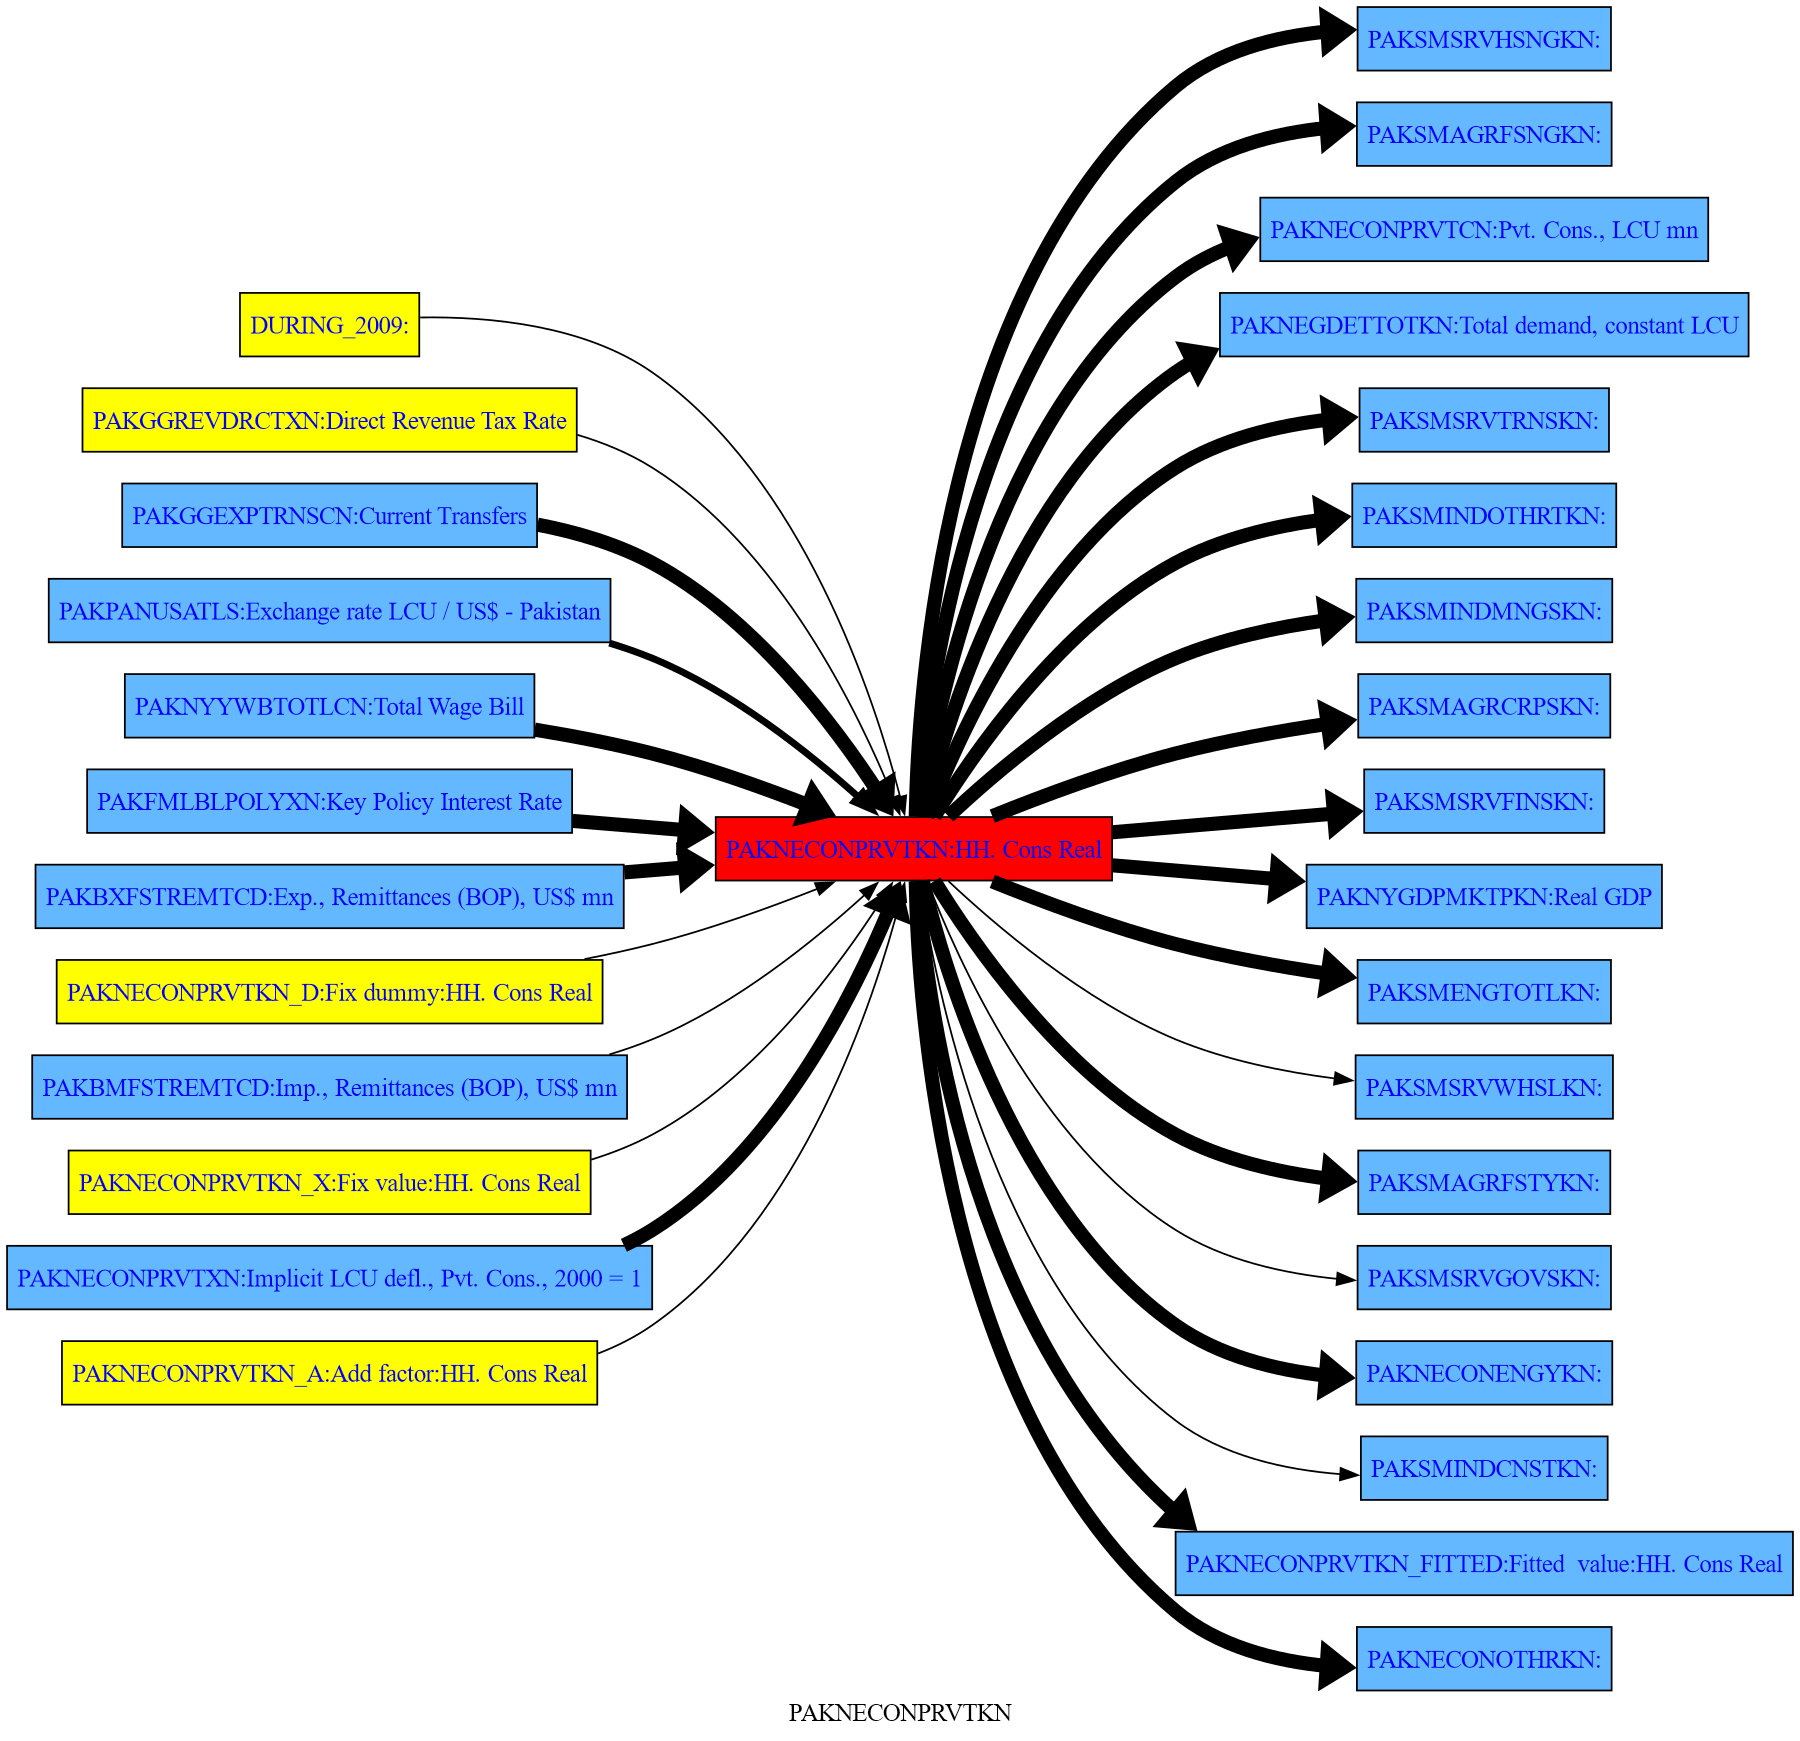 DURING_2009:
PAKGGREVDRCTXN:Direct Revenue Tax Rate
PAKGGEXPTRNSCN:Current Transfers
PAKPANUSATLS:Exchange rate LCU / US$ - Pakistan
PAKNYYWBTOTLCN:Total Wage Bill
PAKFMLBLPOLYXN:Key Policy Interest Rate
PAKBXFSTREMTCD:Exp., Remittances (BOP), US$ mn
PAKNECONPRVTKN_D:Fix dummy:HH. Cons Real
PAKBMFSTREMTCD:Imp., Remittances (BOP), US$ mn
PAKNECONPRVTKN_X:Fix value:HH. Cons Real
PAKNECONPRVTXN:Implicit LCU defl., Pvt. Cons., 2000 = 1
PAKNECONPRVTKN_A:Add factor:HH. Cons Real
PAKNECONPRVTKN:HH. Cons Real
PAKSMSRVHSNGKN:
PAKSMAGRFSNGKN:
PAKNECONPRVTCN:Pvt. Cons., LCU mn
PAKNEGDETTOTKN:Total demand, constant LCU
PAKSMSRVTRNSKN:
PAKSMINDOTHRTKN:
PAKSMINDMNGSKN:
PAKSMAGRCRPSKN:
PAKSMSRVFINSKN:
PAKNYGDPMKTPKN:Real GDP
PAKSMENGTOTLKN:
PAKSMSRVWHSLKN:
PAKSMAGRFSTYKN:
PAKSMSRVGOVSKN:
PAKNECONENGYKN:
PAKSMINDCNSTKN:
PAKNECONPRVTKN_FITTED:Fitted  value:HH. Cons Real
PAKNECONOTHRKN:
PAKNECONPRVTKN